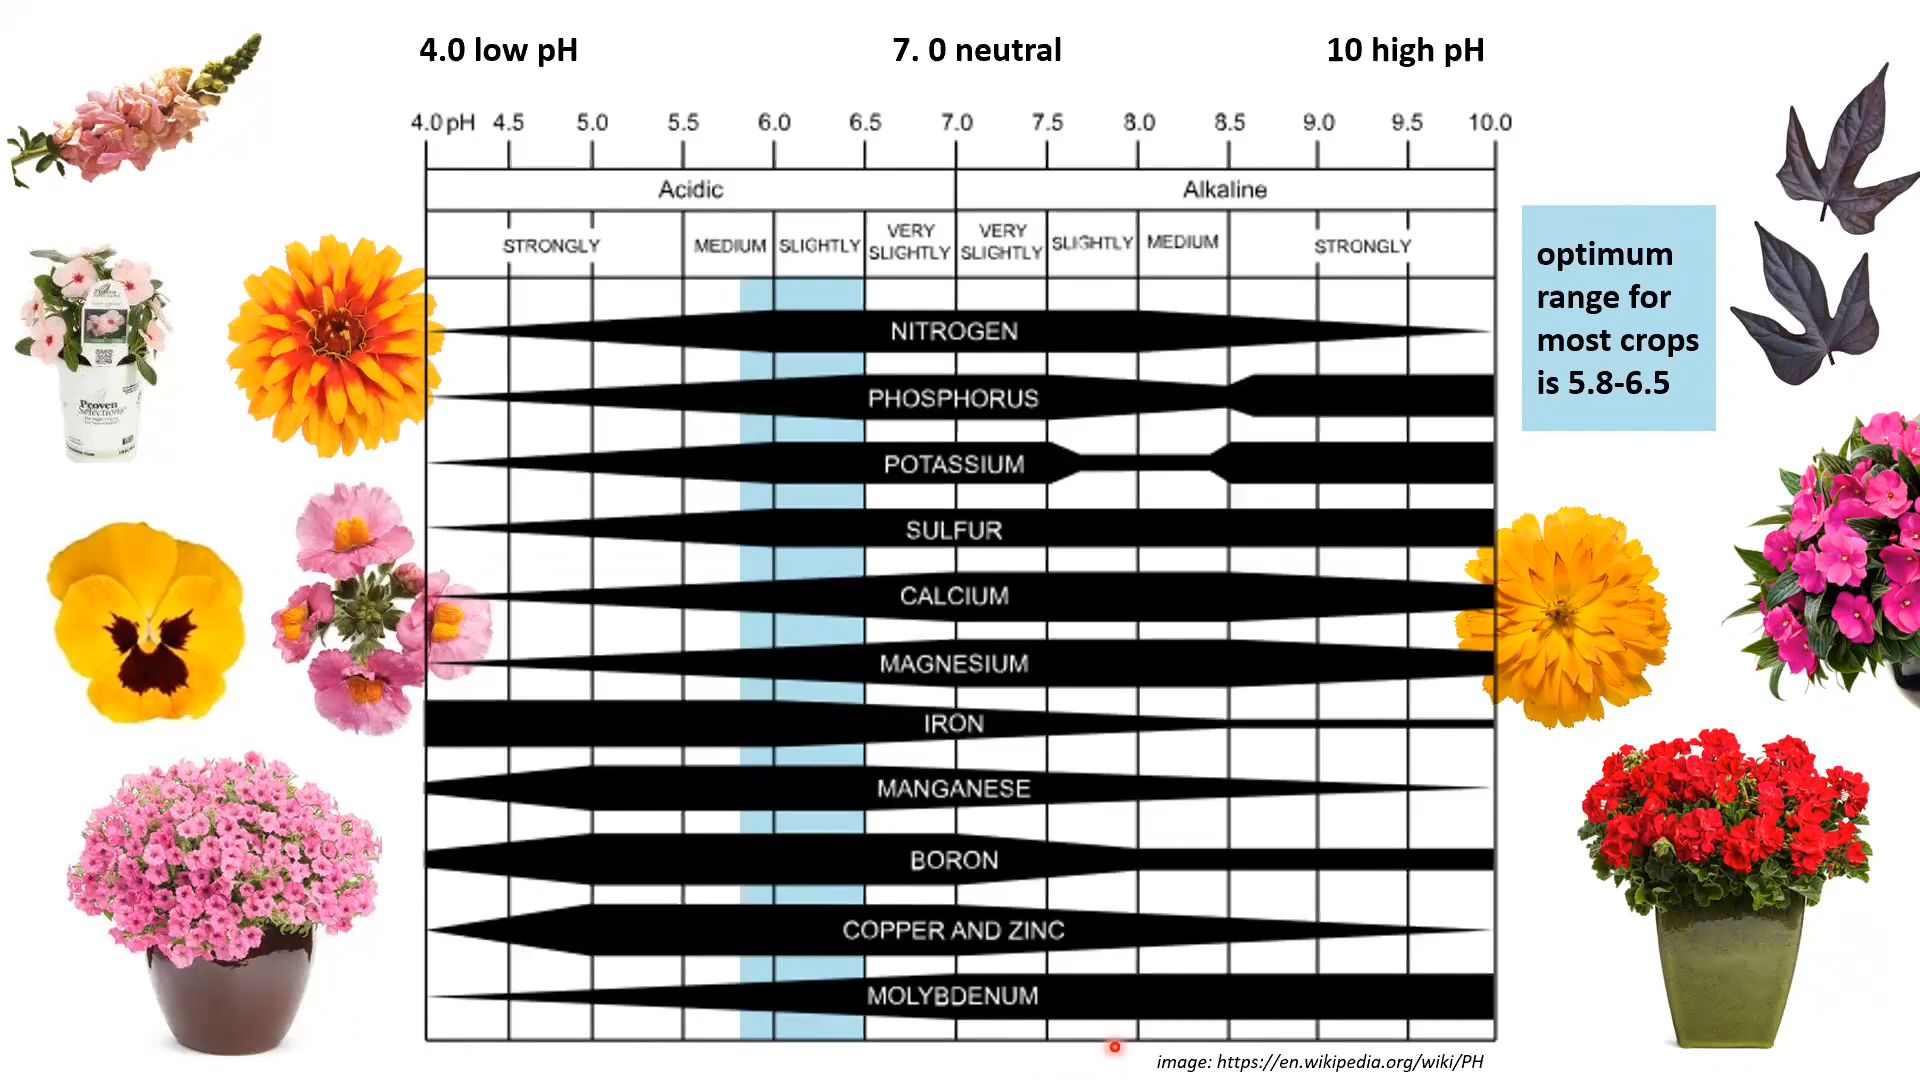 4.0 low pH
7. 0 neutral
10 high pH
4.0 pH 4.5 5.0 5.5 6.0 6.5 7.0 7.5 8.0 8.5 9.0 9.5 10.0
Acidic
Alkaline
STRONGLY
MEDIUM
SLIGHTLY
VERY
SLIGHTLY
VERY
SLIGHTLY
SLIGHTLY
MEDIUM
STRONGLY
NITROGEN
PHOSPHORUS
POTASSIUM
SULFUR
CALCIUM
MAGNESIUM
IRON
MANGANESE
BORON
COPPER AND ZINC
MOLYBDENUM
optimum
range for
most crops
is 5.8-6.5
Proven
Selections
image: https://en.wikipedia.org/wiki/PH